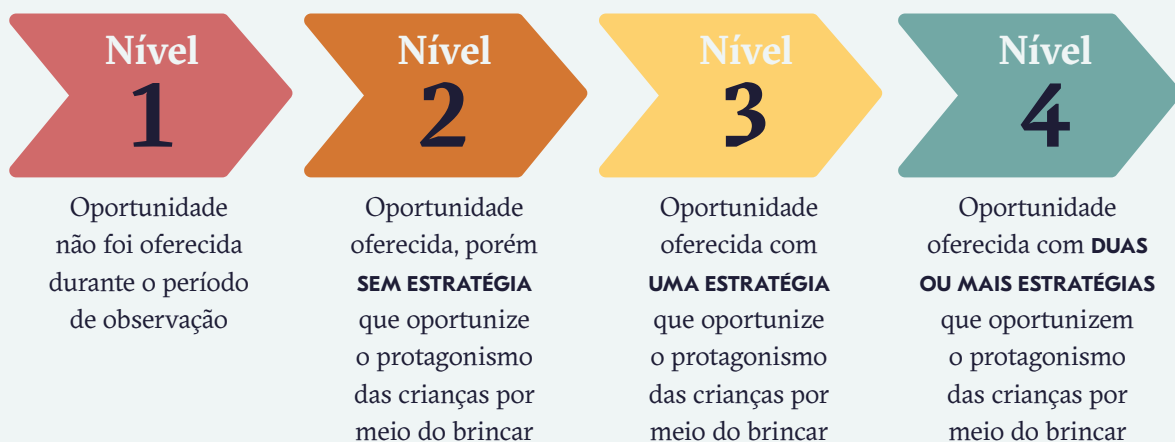 Nível
1
Oportunidade
não foi oferecida
durante o período
de observação
Nível
2
Oportunidade
oferecida, porém
SEM ESTRATÉGIA
que oportunize
o protagonismo
das crianças por
meio do brincar
Nível
3
Oportunidade
oferecida com
UMA ESTRATÉGIA
que oportunize
o protagonismo
das crianças por
meio do brincar
Nível
4
Oportunidade
oferecida com DUAS
OU MAIS ESTRATÉGIAS
que oportunizem
o protagonismo
das crianças por
meio do brincar